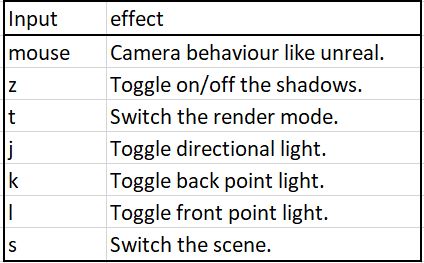 Input effect
mouse Camera behaviour like unreal.
z Toggle on/off the shadows.
t Switch the render mode.
j Toggle directional light.
k Toggle back point light.
l Toggle front point light.
s Switch the scene.